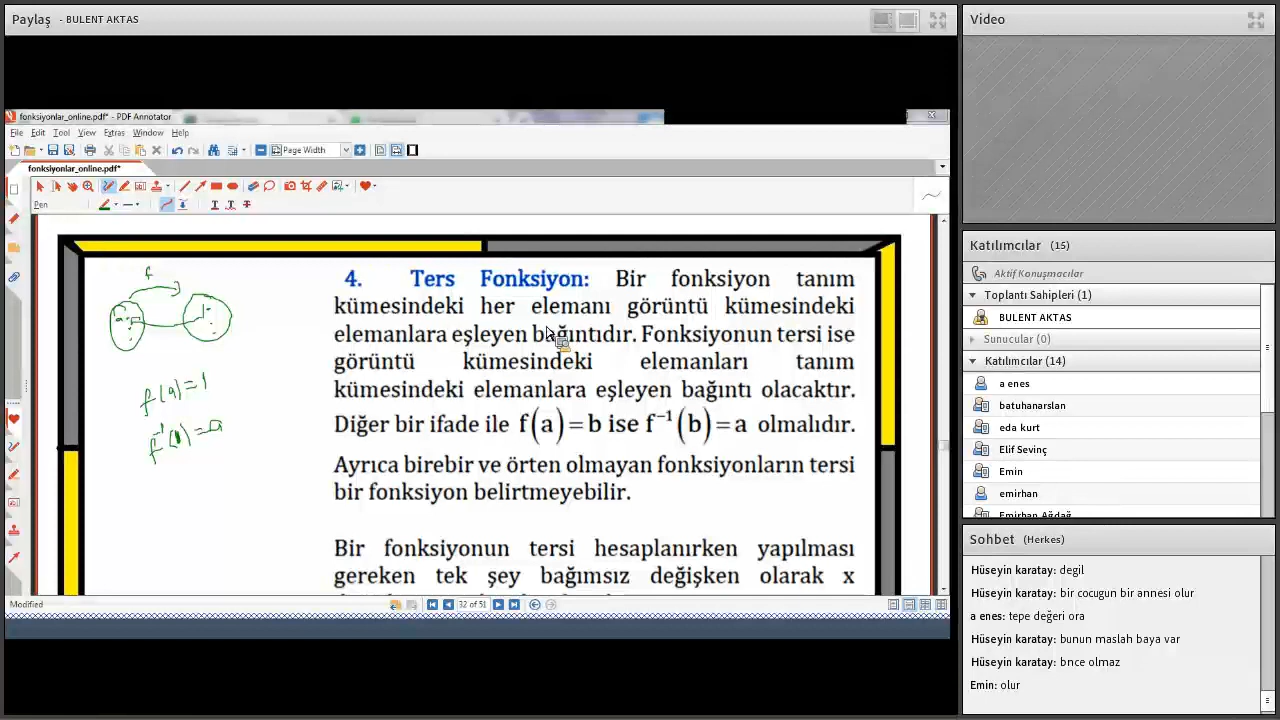 Paylaş - BULENT AKTAS
fonksiyonlar_online.pdf* - PDF Annotator
File Edit Tool View Extras Window Help
Page Width
fonksiyonlar_online.pdf*
Pen
f
f(a)=1
f⁻¹(1)=a
4. Ters Fonksiyon: Bir fonksiyon tanım
kümesindeki her elemanı görüntü kümesindeki
elemanlara eşleyen bağıntıdır. Fonksiyonun tersi ise
görüntü kümesindeki elemanları tanım
kümesindeki elemanlara eşleyen bağıntı olacaktır.
Diğer bir ifade ile f(a)=b ise f⁻¹(b)=a olmalıdır.
Ayrıca birebir ve örten olmayan fonksiyonların tersi
bir fonksiyon belirtmeyebilir.
Bir fonksiyonun tersi hesaplanırken yapılması
gereken tek şey bağımsız değişken olarak x
Modified
32 of 51
Video
Katılımcılar (15)
Aktif Konuşmacılar
Toplantı Sahipleri (1)
BULENT AKTAS
Sunucular (0)
Katılımcılar (14)
a enes
batuhanarslan
eda kurt
Elif Sevinç
Emin
emirhan
Emirhan Ağdağ
Sohbet (Herkes)
Hüseyin karatay: degil
Hüseyin karatay: bir cocugun bir annesi olur
a enes: tepe değeri ora
Hüseyin karatay: bunun maslah baya var
Hüseyin karatay: bnce olmaz
Emin: olur